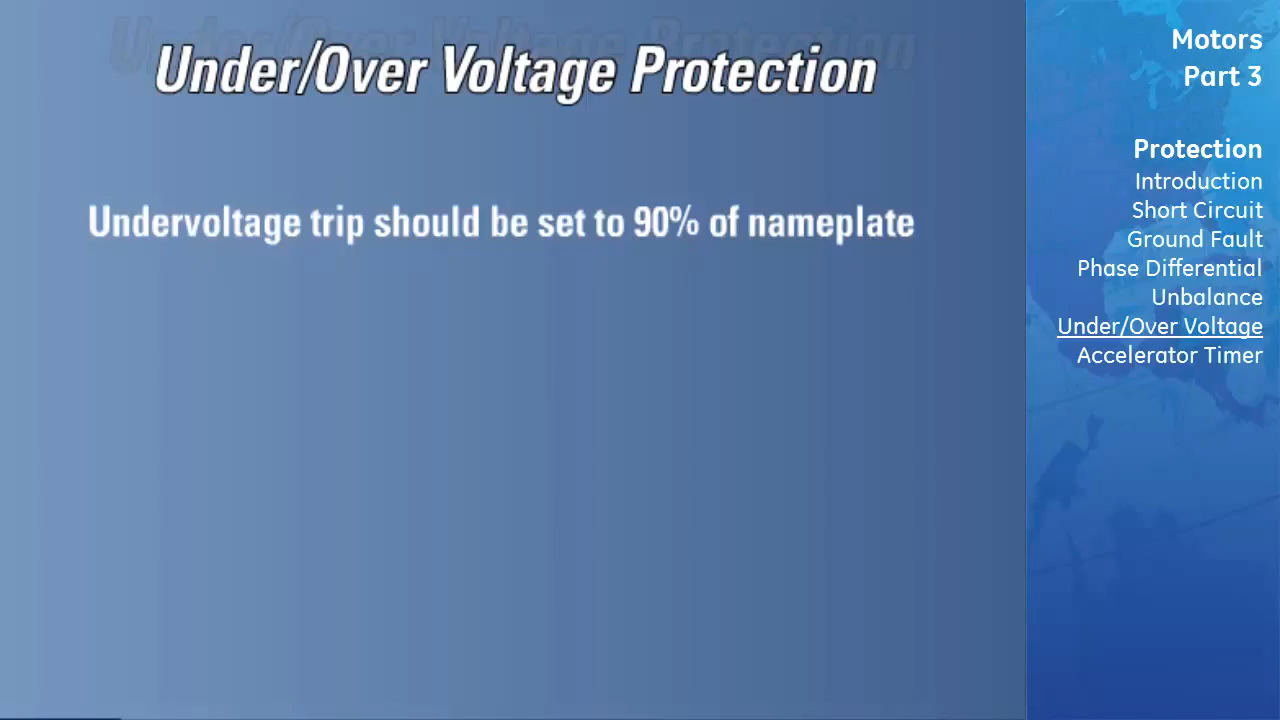 Under/Over Voltage Protection
Undervoltage trip should be set to 90% of nameplate
Motors
Part 3
Protection
Introduction
Short Circuit
Ground Fault
Phase Differential
Unbalance
Under/Over Voltage
Accelerator Timer